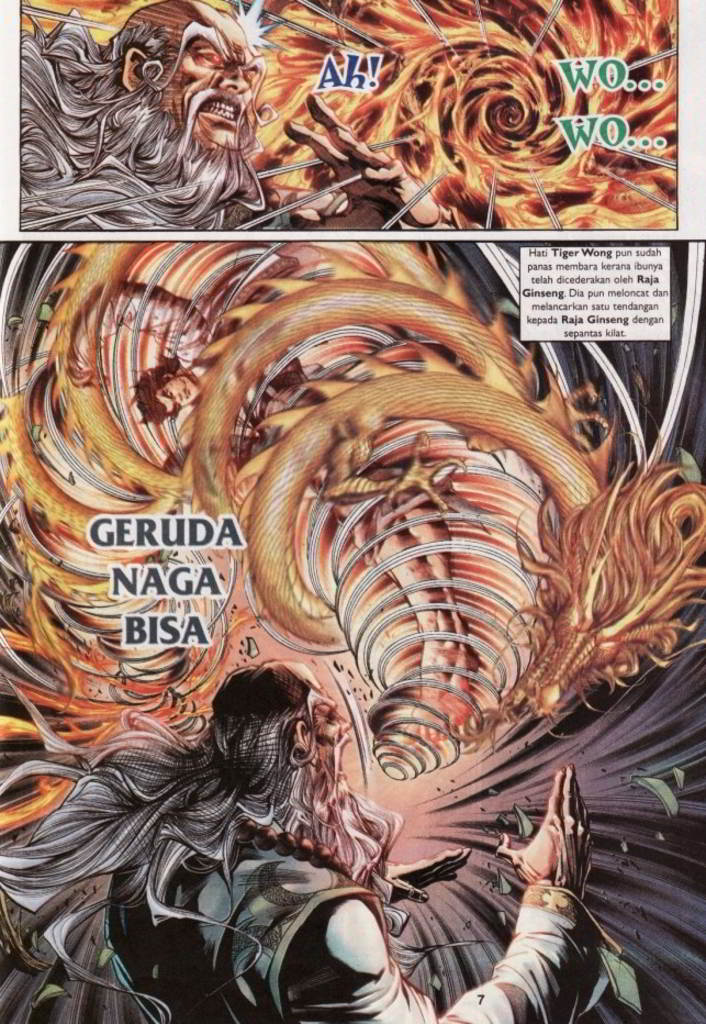 Ah!
WO...
WO...
Hati Tiger Wong pun sudah
panas membara kerana ibunya
telah dicederakan oleh Raja
Ginseng. Dia pun meloncat dan
melancarkan satu tendangan
kepada Raja Ginseng dengan
sepantas kilat.
GERUDA
NAGA
BISA
7